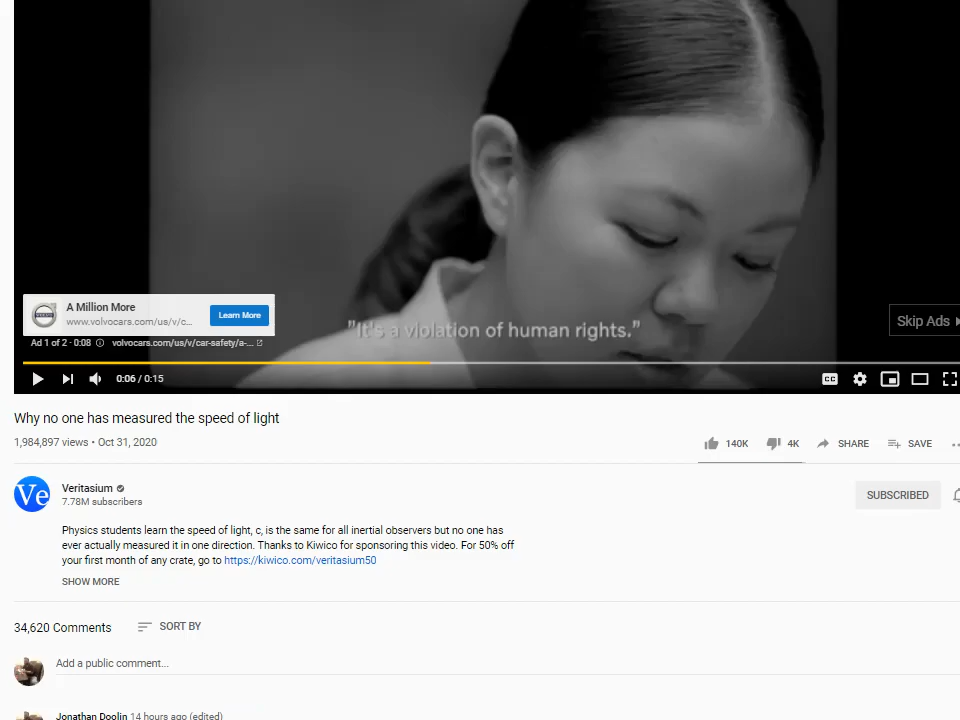 "It's a violation of human rights."
A Million More
www.volvocars.com/us/v/c...
Learn More
Skip Ads
Ad 1 of 2 · 0:08 volvocars.com/us/v/car-safety/a-...
0:06 / 0:15
CC
Why no one has measured the speed of light
1,984,897 views • Oct 31, 2020
140K 4K SHARE SAVE
Ve
Veritasium
7.78M subscribers
SUBSCRIBED
Physics students learn the speed of light, c, is the same for all inertial observers but no one has
ever actually measured it in one direction. Thanks to Kiwico for sponsoring this video. For 50% off
your first month of any crate, go to https://kiwico.com/veritasium50
SHOW MORE
34,620 Comments SORT BY
Add a public comment...
Jonathan Doolin 14 hours ago (edited)